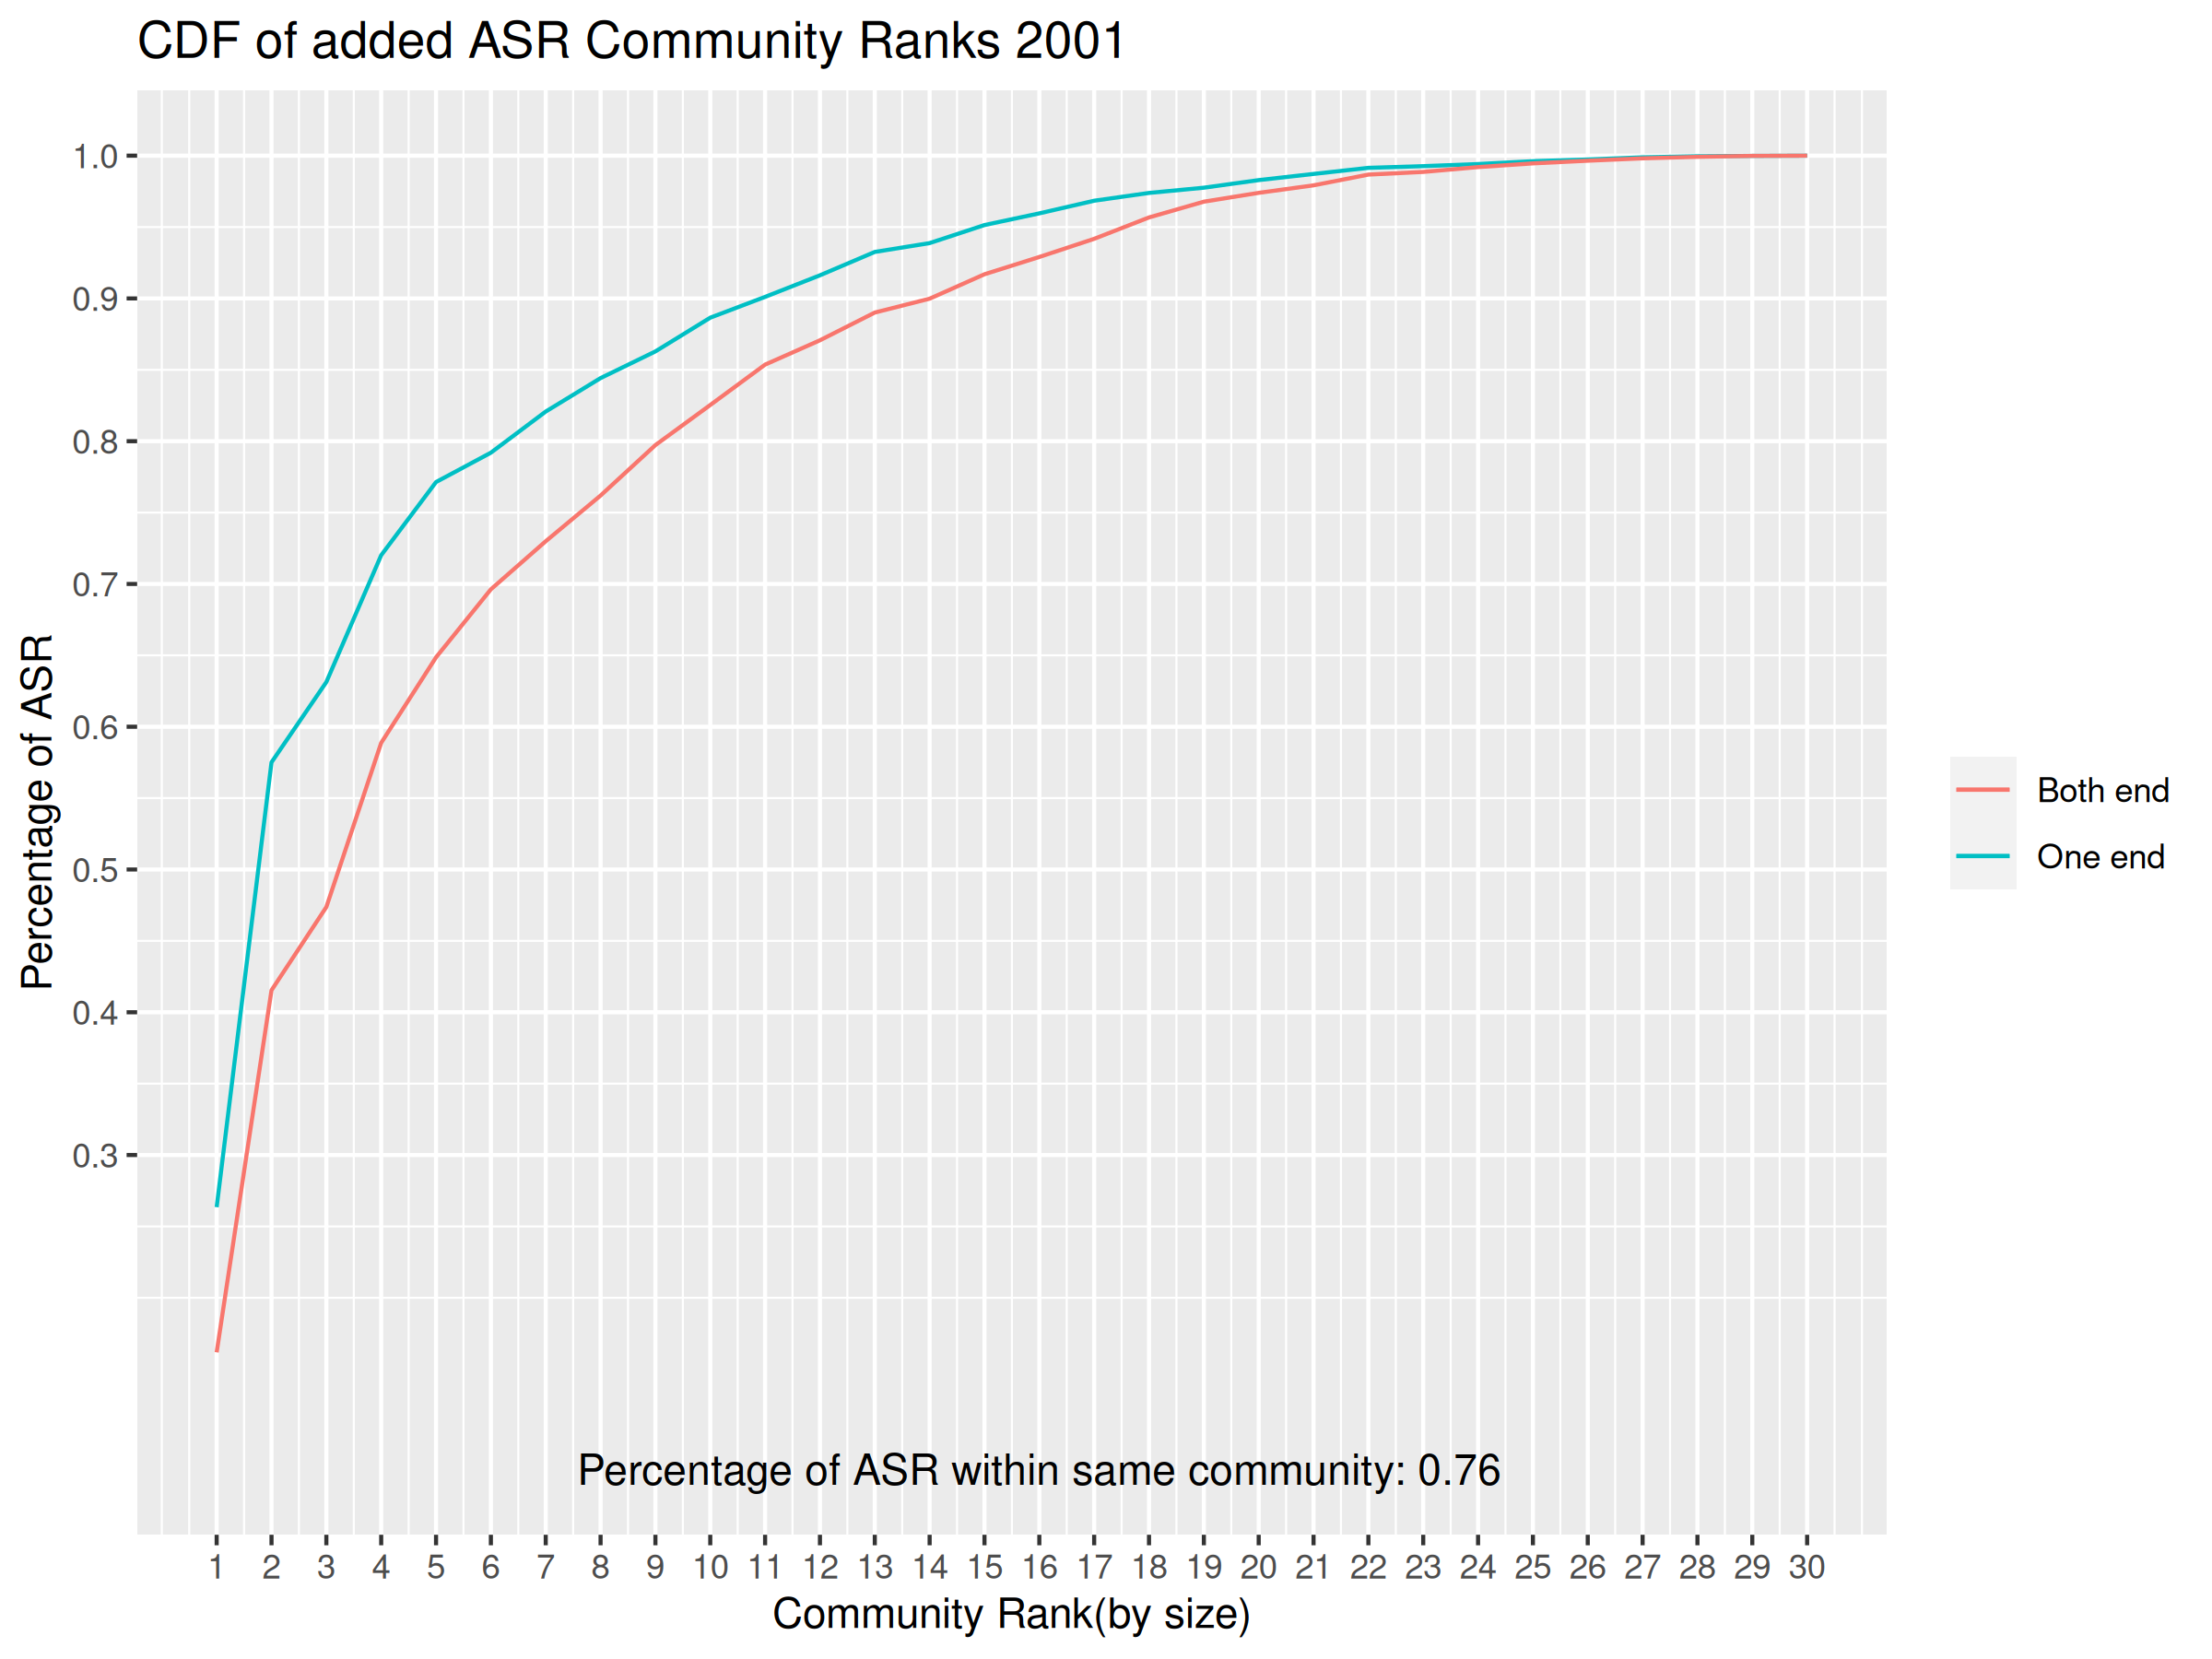 CDF of added ASR Community Ranks 2001
Percentage of ASR
1.0
0.9
0.8
0.7
0.6
0.5
0.4
0.3
Both end
One end
Percentage of ASR within same community: 0.76
1 2 3 4 5 6 7 8 9 10 11 12 13 14 15 16 17 18 19 20 21 22 23 24 25 26 27 28 29 30
Community Rank(by size)